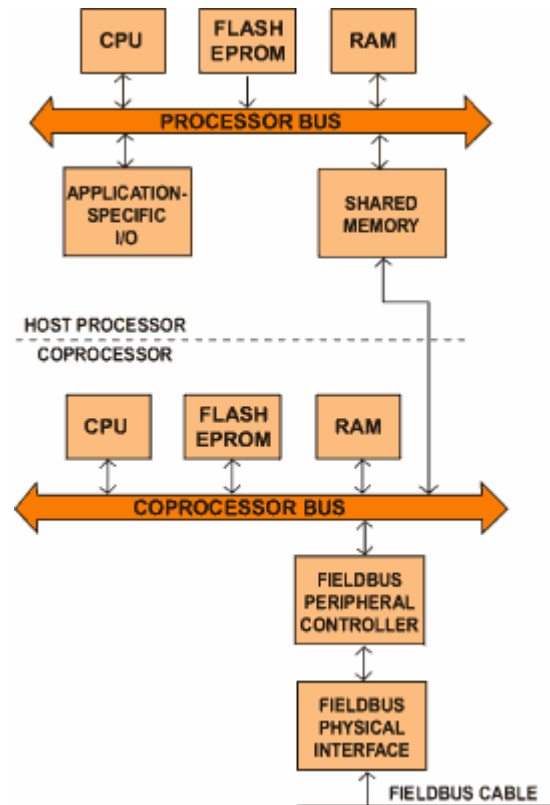 CPU
FLASH
EPROM
RAM
PROCESSOR BUS
APPLICATION-
SPECIFIC
I/O
SHARED
MEMORY
HOST PROCESSOR
COPROCESSOR
CPU
FLASH
EPROM
RAM
COPROCESSOR BUS
FIELDBUS
PERIPHERAL
CONTROLLER
FIELDBUS
PHYSICAL
INTERFACE
FIELDBUS CABLE